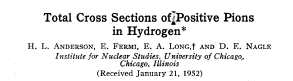 Total Cross Sections of Positive Pions
in Hydrogen*
H. L. ANDERSON, E. FERMI, E. A. LONG,† AND D. E. NAGLE
Institute for Nuclear Studies, University of Chicago,
Chicago, Illinois
(Received January 21, 1952)